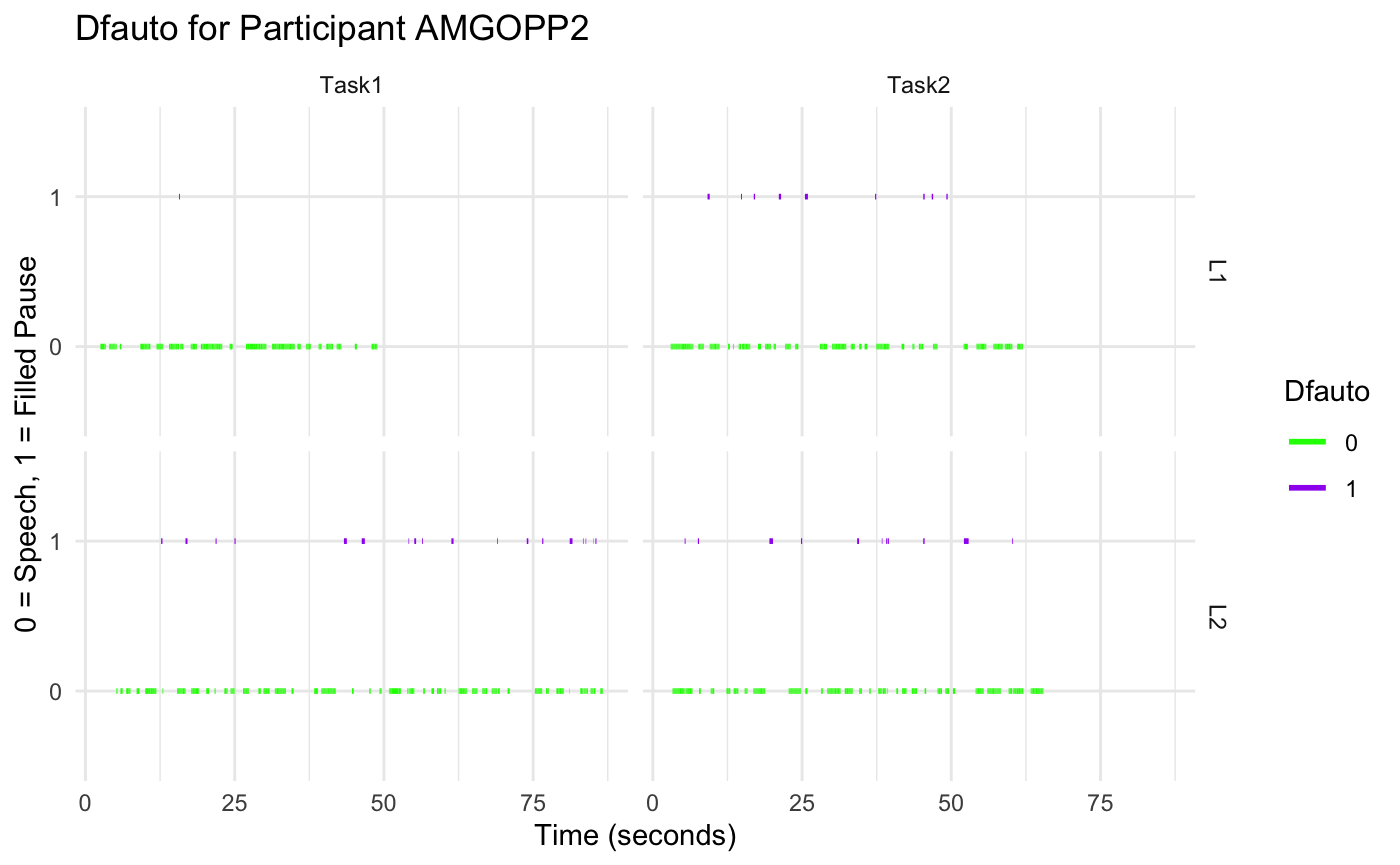 Dfauto for Participant AMGOPP2
Task1
Task2
1
0
L1
1
0
L2
0 = Speech, 1 = Filled Pause
0 25 50 75
0 25 50 75
Time (seconds)
Dfauto
0
1